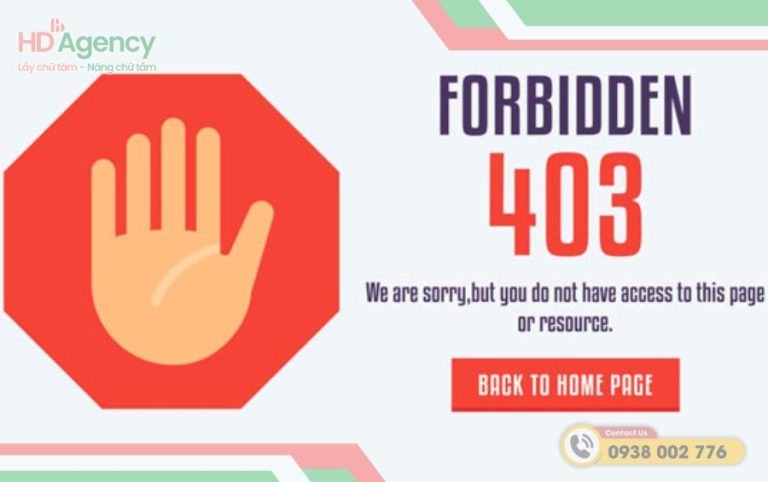 HD Agency
Lấy chữ tâm - Nâng chữ tầm
FORBIDDEN
403
We are sorry,but you do not have access to this page
or resource.
BACK TO HOME PAGE
Contact Us
0938 002 776